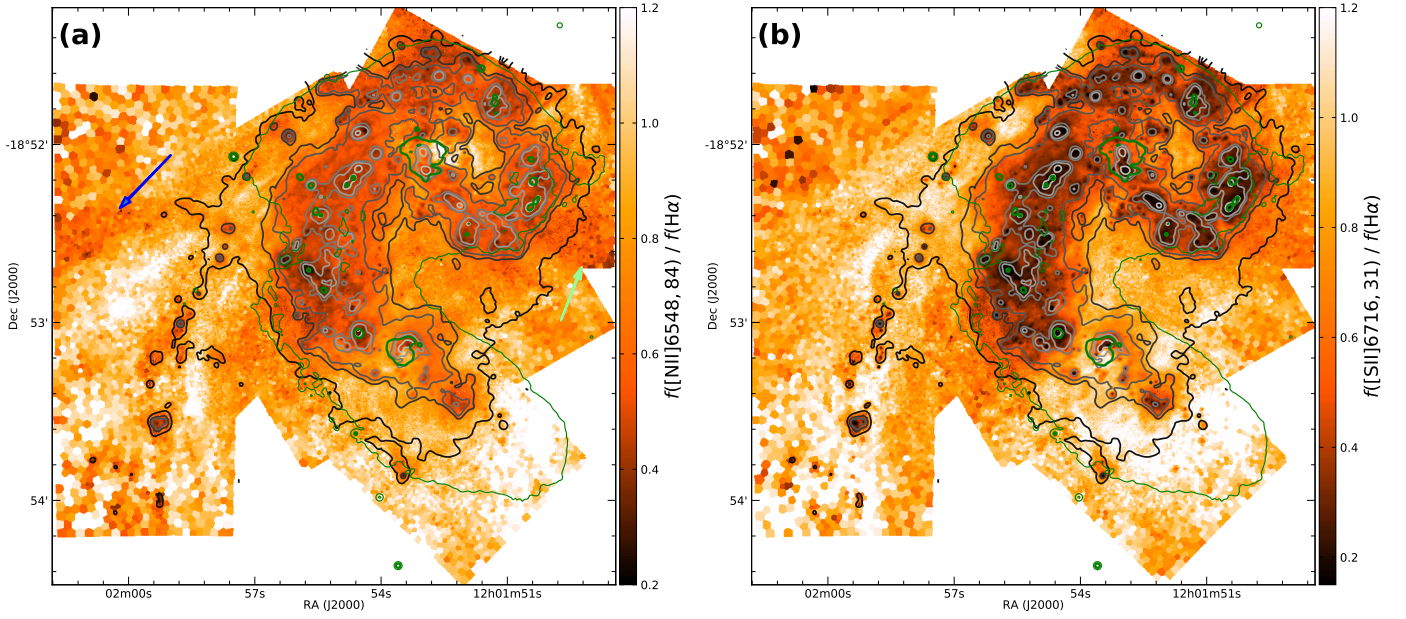 (a)
1.2
1.0
0.8
0.6
0.4
0.2
f([NII]6548, 84) / f(Hα)
-18°52'
53'
54'
Dec (J2000)
02m00s
57s
54s
12h01m51s
RA (J2000)
(b)
1.2
1.0
0.8
0.6
0.4
0.2
f([SII]6716, 31) / f(Hα)
-18°52'
53'
54'
Dec (J2000)
02m00s
57s
54s
12h01m51s
RA (J2000)